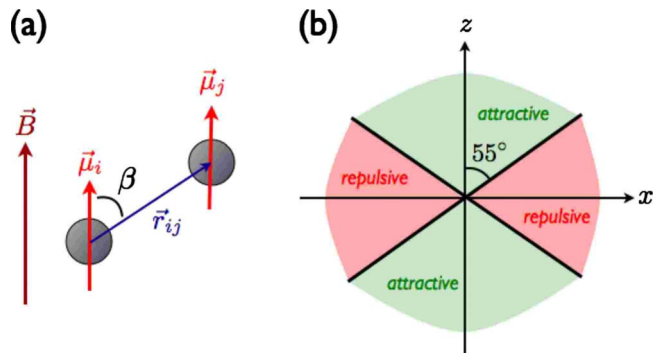 (a)
(b)
z
μ⃗j
B⃗
attractive
μ⃗i
55°
β
repulsive
x
r⃗ij
repulsive
attractive